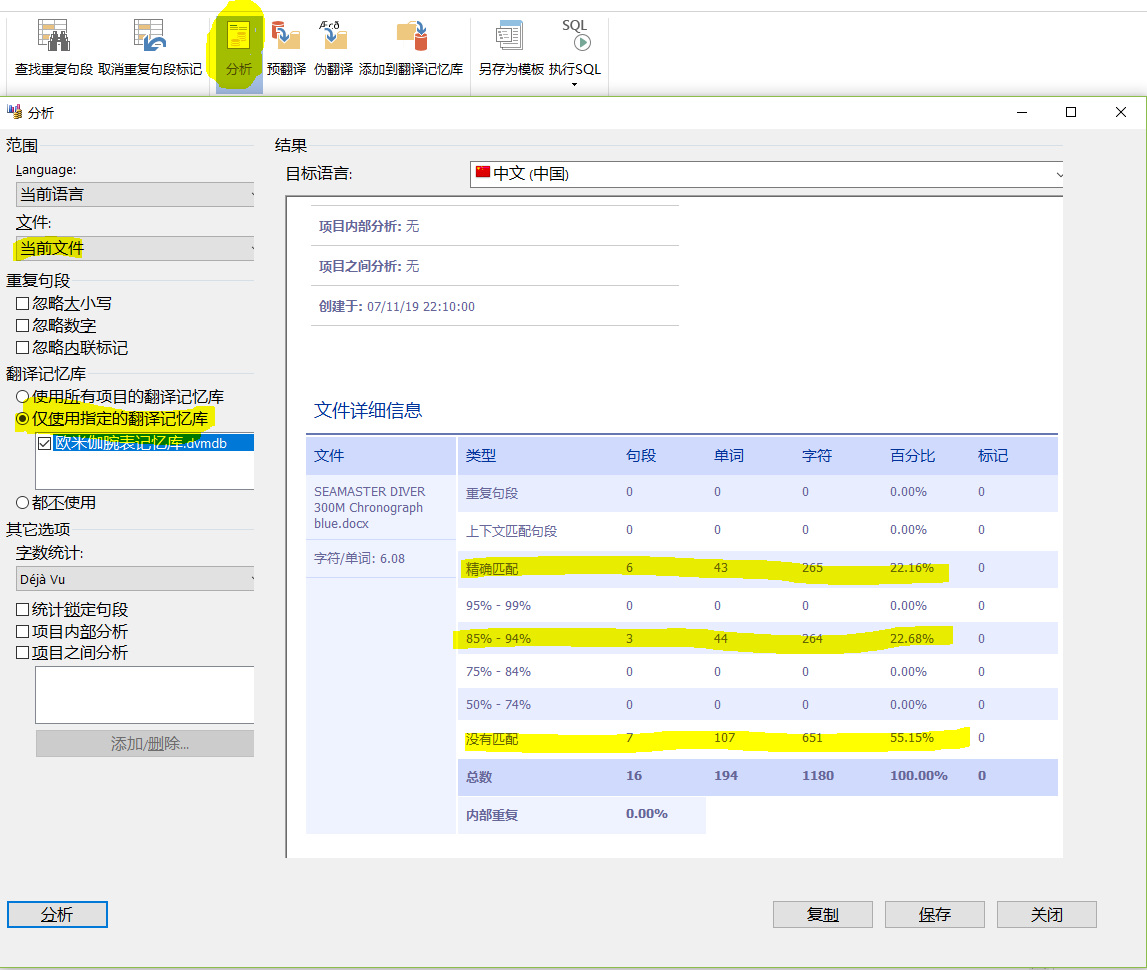 SQL
查找重复句段 取消重复句段标记 分析 预翻译 伪翻译 添加到翻译记忆库 另存为模板 执行SQL
分析
范围
Language:
当前语言
文件:
当前文件
重复句段
忽略大小写
忽略数字
忽略内联标记
翻译记忆库
使用所有项目的翻译记忆库
仅使用指定的翻译记忆库
欧米伽腕表记忆库.dvmdb
都不使用
其它选项
字数统计:
Déjà Vu
统计锁定句段
项目内部分析
项目之间分析
添加/删除...
分析
结果
目标语言: 中文 (中国)
项目内部分析: 无
项目之间分析: 无
创建于: 07/11/19 22:10:00
文件详细信息
文件 类型 句段 单词 字符 百分比 标记
SEAMASTER DIVER
300M Chronograph
blue.docx
字符/单词: 6.08
重复句段 0 0 0 0.00% 0
上下文匹配句段 0 0 0 0.00% 0
精确匹配 6 43 265 22.16% 0
95% - 99% 0 0 0 0.00% 0
85% - 94% 3 44 264 22.68% 0
75% - 84% 0 0 0 0.00% 0
50% - 74% 0 0 0 0.00% 0
没有匹配 7 107 651 55.15% 0
总数 16 194 1180 100.00% 0
内部重复 0.00%
复制 保存 关闭